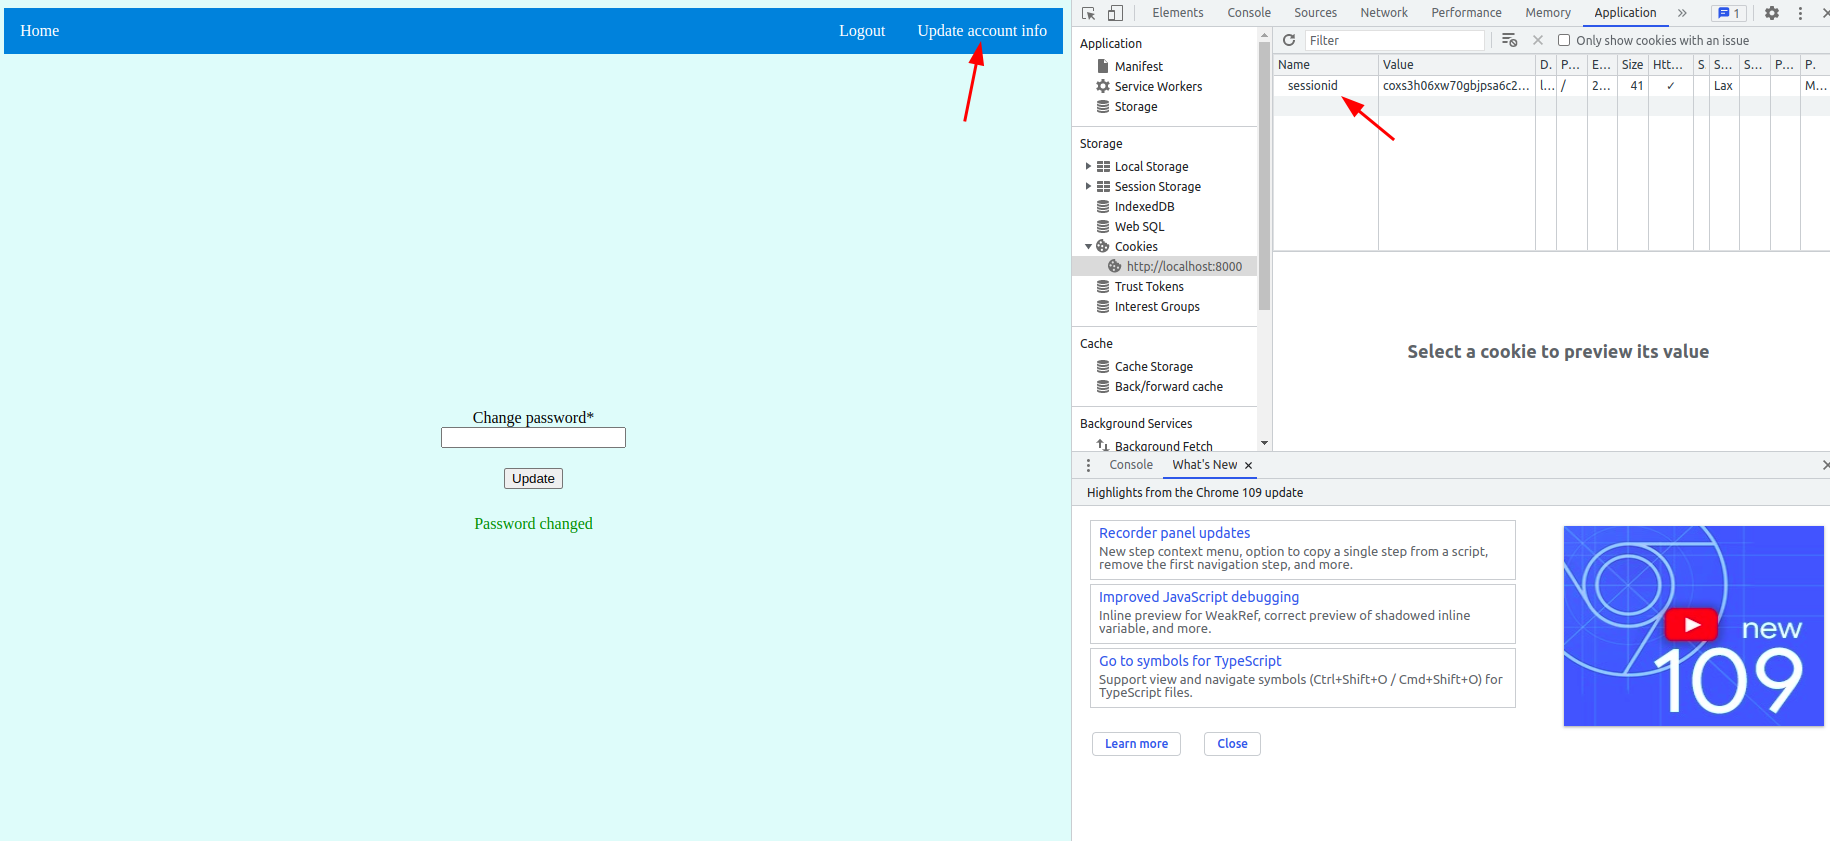 Home
Logout
Update account info
Change password*
Update
Password changed
Elements
Console
Sources
Network
Performance
Memory
Application
»
1
Application
Manifest
Service Workers
Storage
Storage
Local Storage
Session Storage
IndexedDB
Web SQL
Cookies
http://localhost:8000
Trust Tokens
Interest Groups
Cache
Cache Storage
Back/forward cache
Background Services
Background Fetch
Filter
Only show cookies with an issue
Name Value D. P... E... Size Htt... S S... S... P... P.
sessionid coxs3h06xw70gbjpsa6c2... l... / 2... 41 ✓ Lax M...
Select a cookie to preview its value
Console
What's New
Highlights from the Chrome 109 update
Recorder panel updates
New step context menu, option to copy a single step from a script,
remove the first navigation step, and more.
Improved JavaScript debugging
Inline preview for WeakRef, correct preview of shadowed inline
variable, and more.
Go to symbols for TypeScript
Support view and navigate symbols (Ctrl+Shift+O / Cmd+Shift+O) for
TypeScript files.
Learn more
Close
new
109